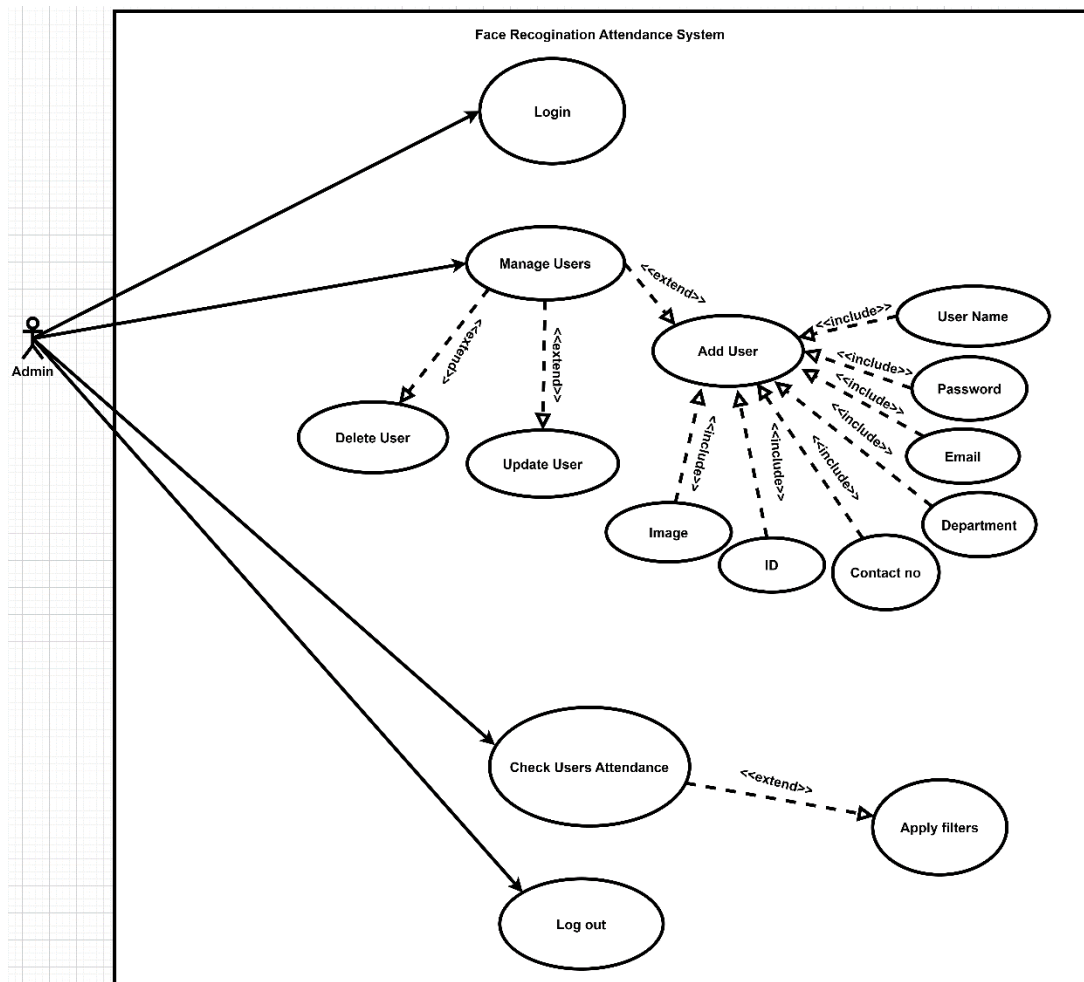 Face Recogination Attendance System
Login
Manage Users
<<extend>>
<<extend>>
<<extend>>
Add User
<<include>>
User Name
<<include>>
Password
<<include>>
Email
<<include>>
Department
<<include>>
Contact no
<<include>>
ID
<<include>>
Image
Admin
Delete User
Update User
Check Users Attendance
<<extend>>
Apply filters
Log out